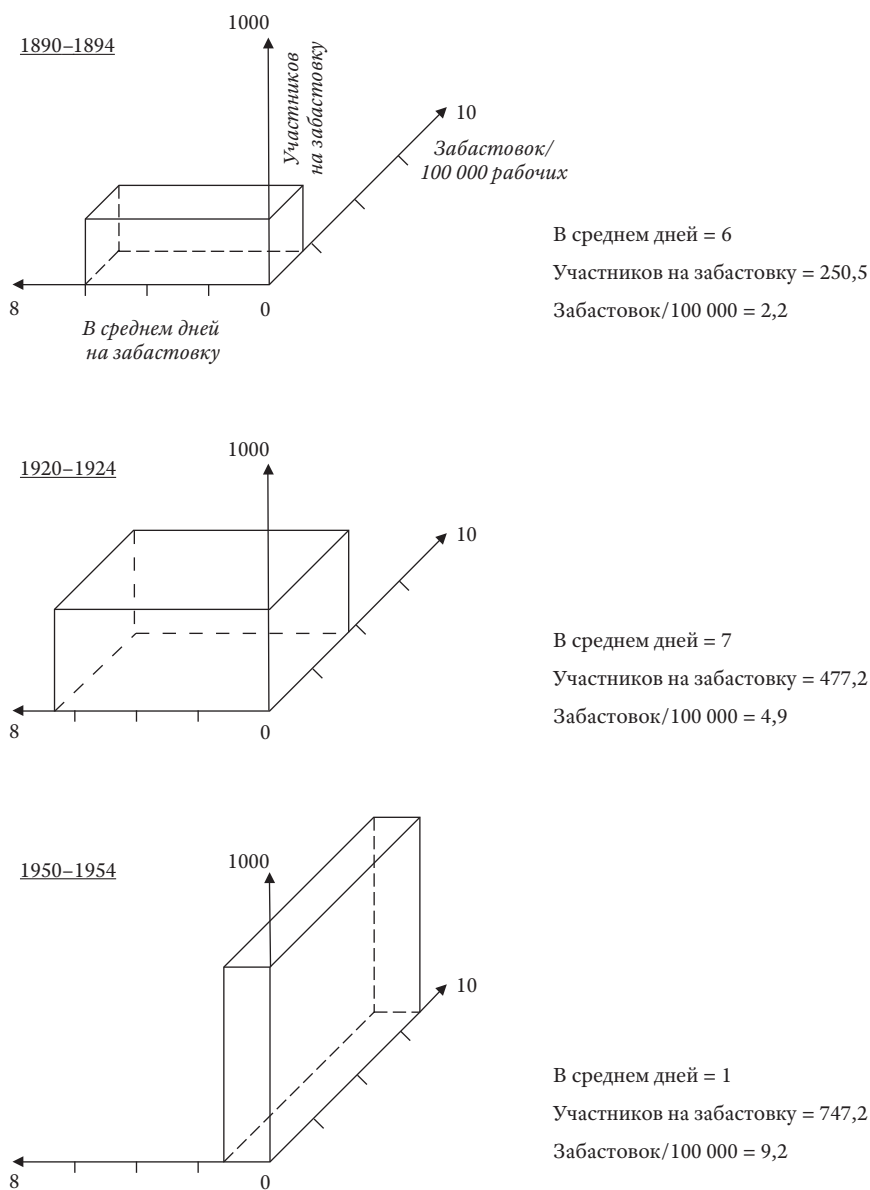 1890–1894
1000
Участников
на забастовку
10
Забастовок/
100 000 рабочих
8
0
В среднем дней
на забастовку
В среднем дней = 6
Участников на забастовку = 250,5
Забастовок/100 000 = 2,2
1920–1924
1000
10
8
0
В среднем дней = 7
Участников на забастовку = 477,2
Забастовок/100 000 = 4,9
1950–1954
1000
10
8
0
В среднем дней = 1
Участников на забастовку = 747,2
Забастовок/100 000 = 9,2